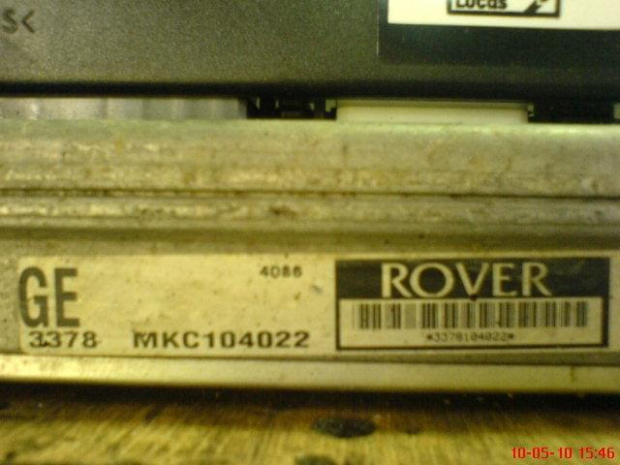 S<
Lucas
GE
4086
ROVER
3378 MKC104022
*3378104022*
10-05-10 15:46